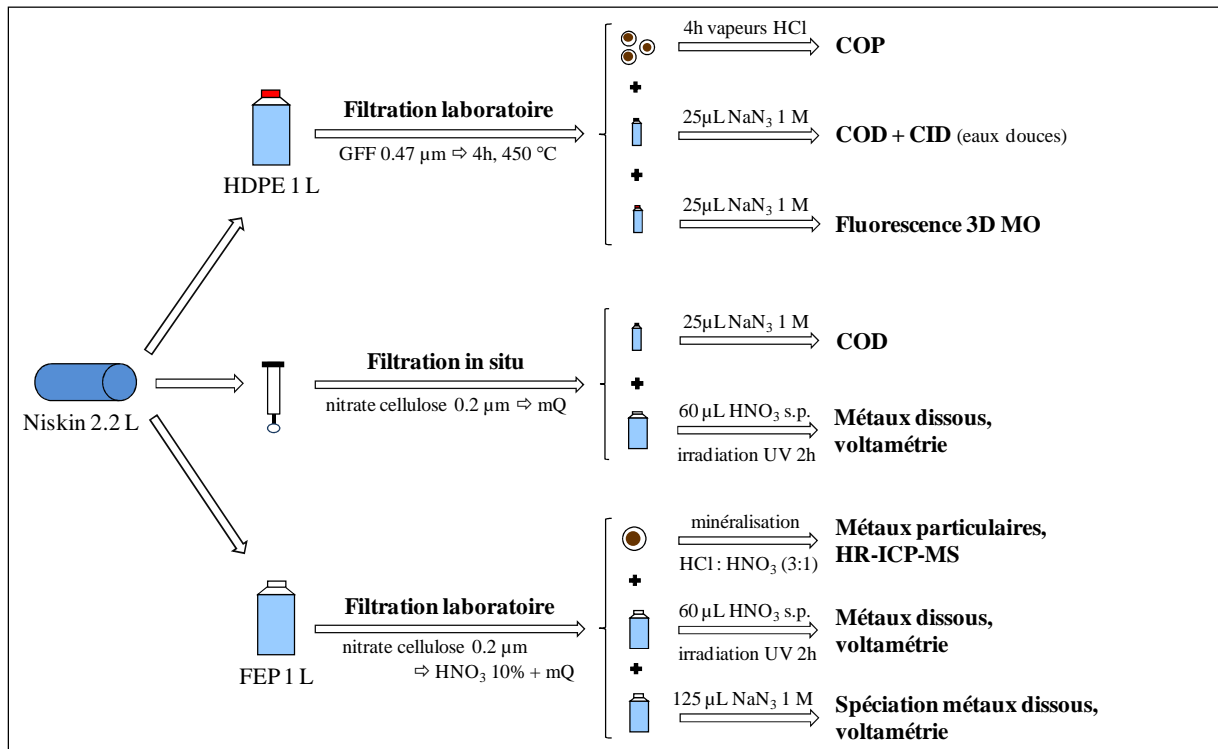 Niskin 2.2 L
HDPE 1 L
Filtration laboratoire
GFF 0.47 µm ⇨ 4h, 450 °C
4h vapeurs HCl
COP
25µL NaN₃ 1 M
COD + CID (eaux douces)
25µL NaN₃ 1 M
Fluorescence 3D MO
Filtration in situ
nitrate cellulose 0.2 µm ⇨ mQ
25µL NaN₃ 1 M
COD
60 µL HNO₃ s.p.
irradiation UV 2h
Métaux dissous,
voltamétrie
FEP 1 L
Filtration laboratoire
nitrate cellulose 0.2 µm
⇨ HNO₃ 10% + mQ
minéralisation
HCl : HNO₃ (3:1)
Métaux particulaires,
HR-ICP-MS
60 µL HNO₃ s.p.
irradiation UV 2h
Métaux dissous,
voltamétrie
125 µL NaN₃ 1 M
Spéciation métaux dissous,
voltamétrie